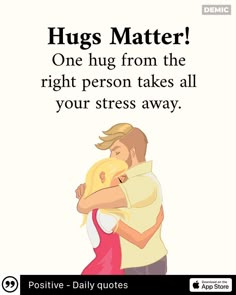 DEMIC
Hugs Matter!
One hug from the
right person takes all
your stress away.
Positive - Daily quotes
Download on the
App Store